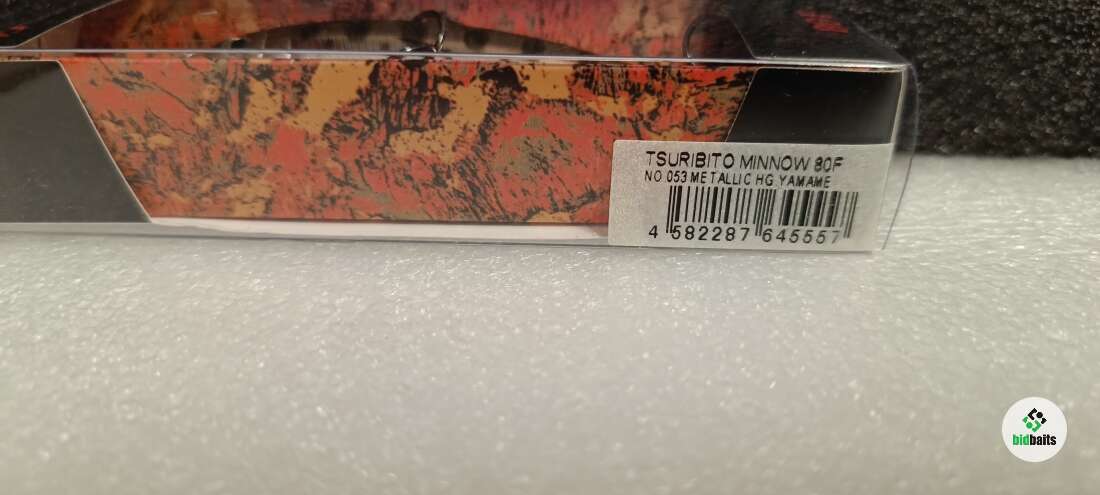 TSURIBITO MINNOW 80F
NO 053 METALLIC HG YAMAME
4 582287 645557
bidbaits